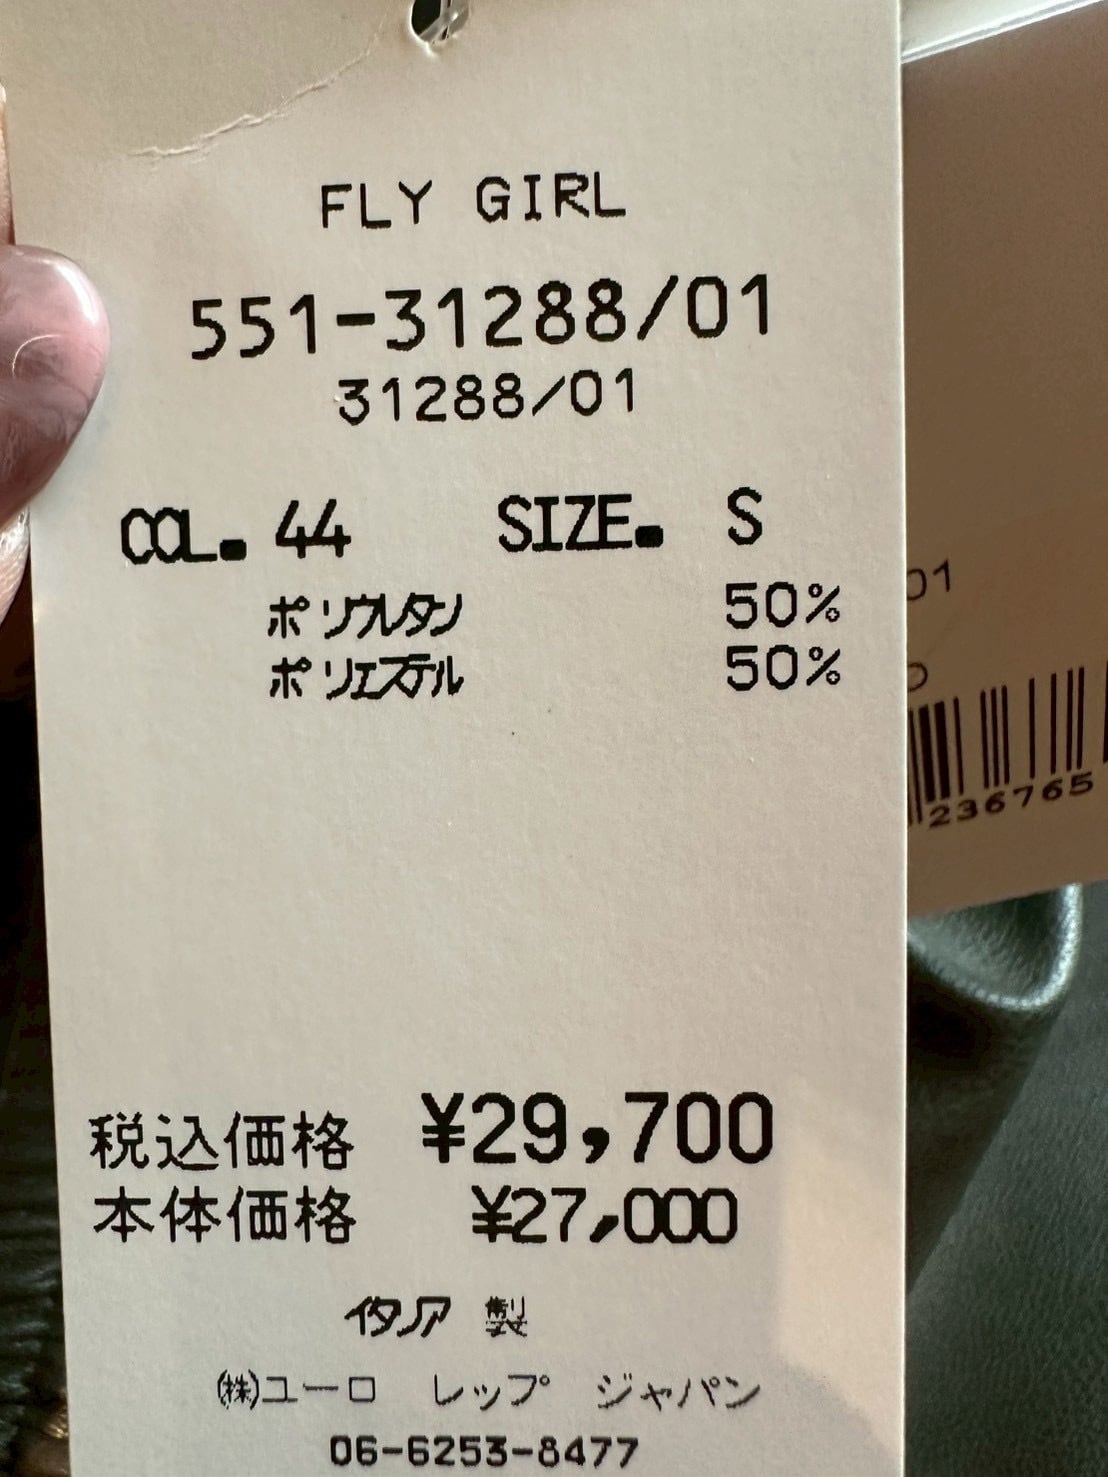 FLY GIRL
551-31288/01
31288/01
COL. 44 SIZE. S
ポリウレタン 50%
ポリエステル 50%
税込価格 ¥29,700
本体価格 ¥27,000
イタリア 製
㈱ユーロ レップ ジャパン
06-6253-8477
01
236765